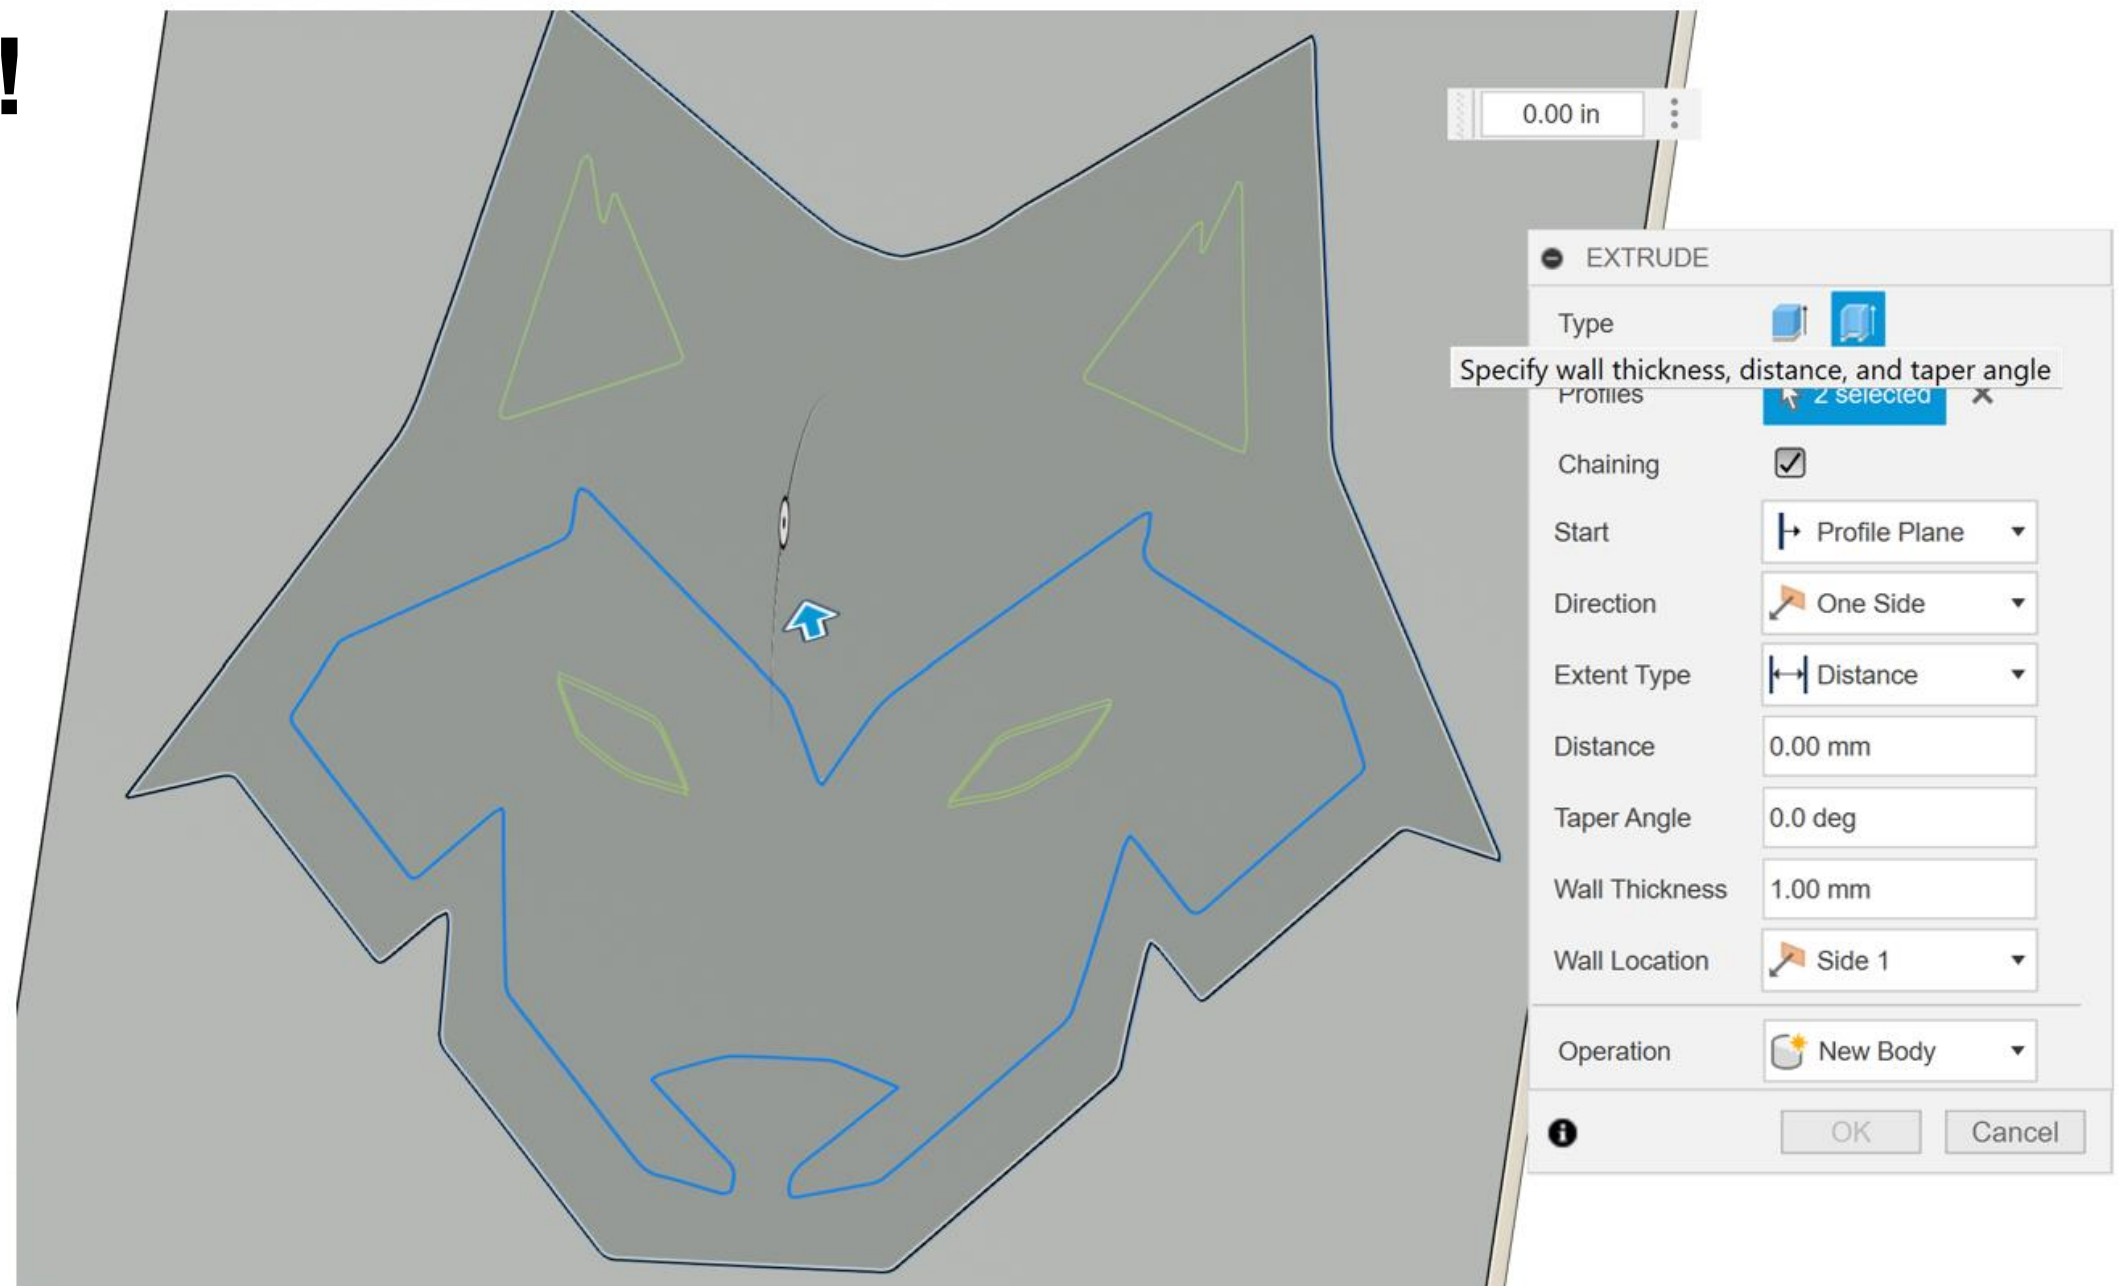 !
0.00 in
EXTRUDE
Type
Specify wall thickness, distance, and taper angle
Profiles 2 selected
Chaining
Start Profile Plane
Direction One Side
Extent Type Distance
Distance 0.00 mm
Taper Angle 0.0 deg
Wall Thickness 1.00 mm
Wall Location Side 1
Operation New Body
OK Cancel